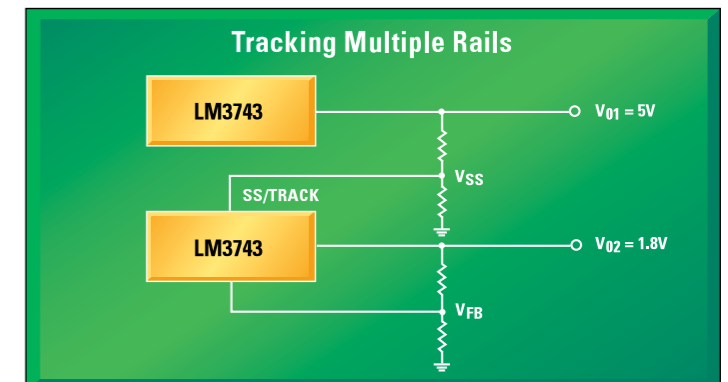 Tracking Multiple Rails
LM3743
V01 = 5V
VSS
SS/TRACK
LM3743
V02 = 1.8V
VFB